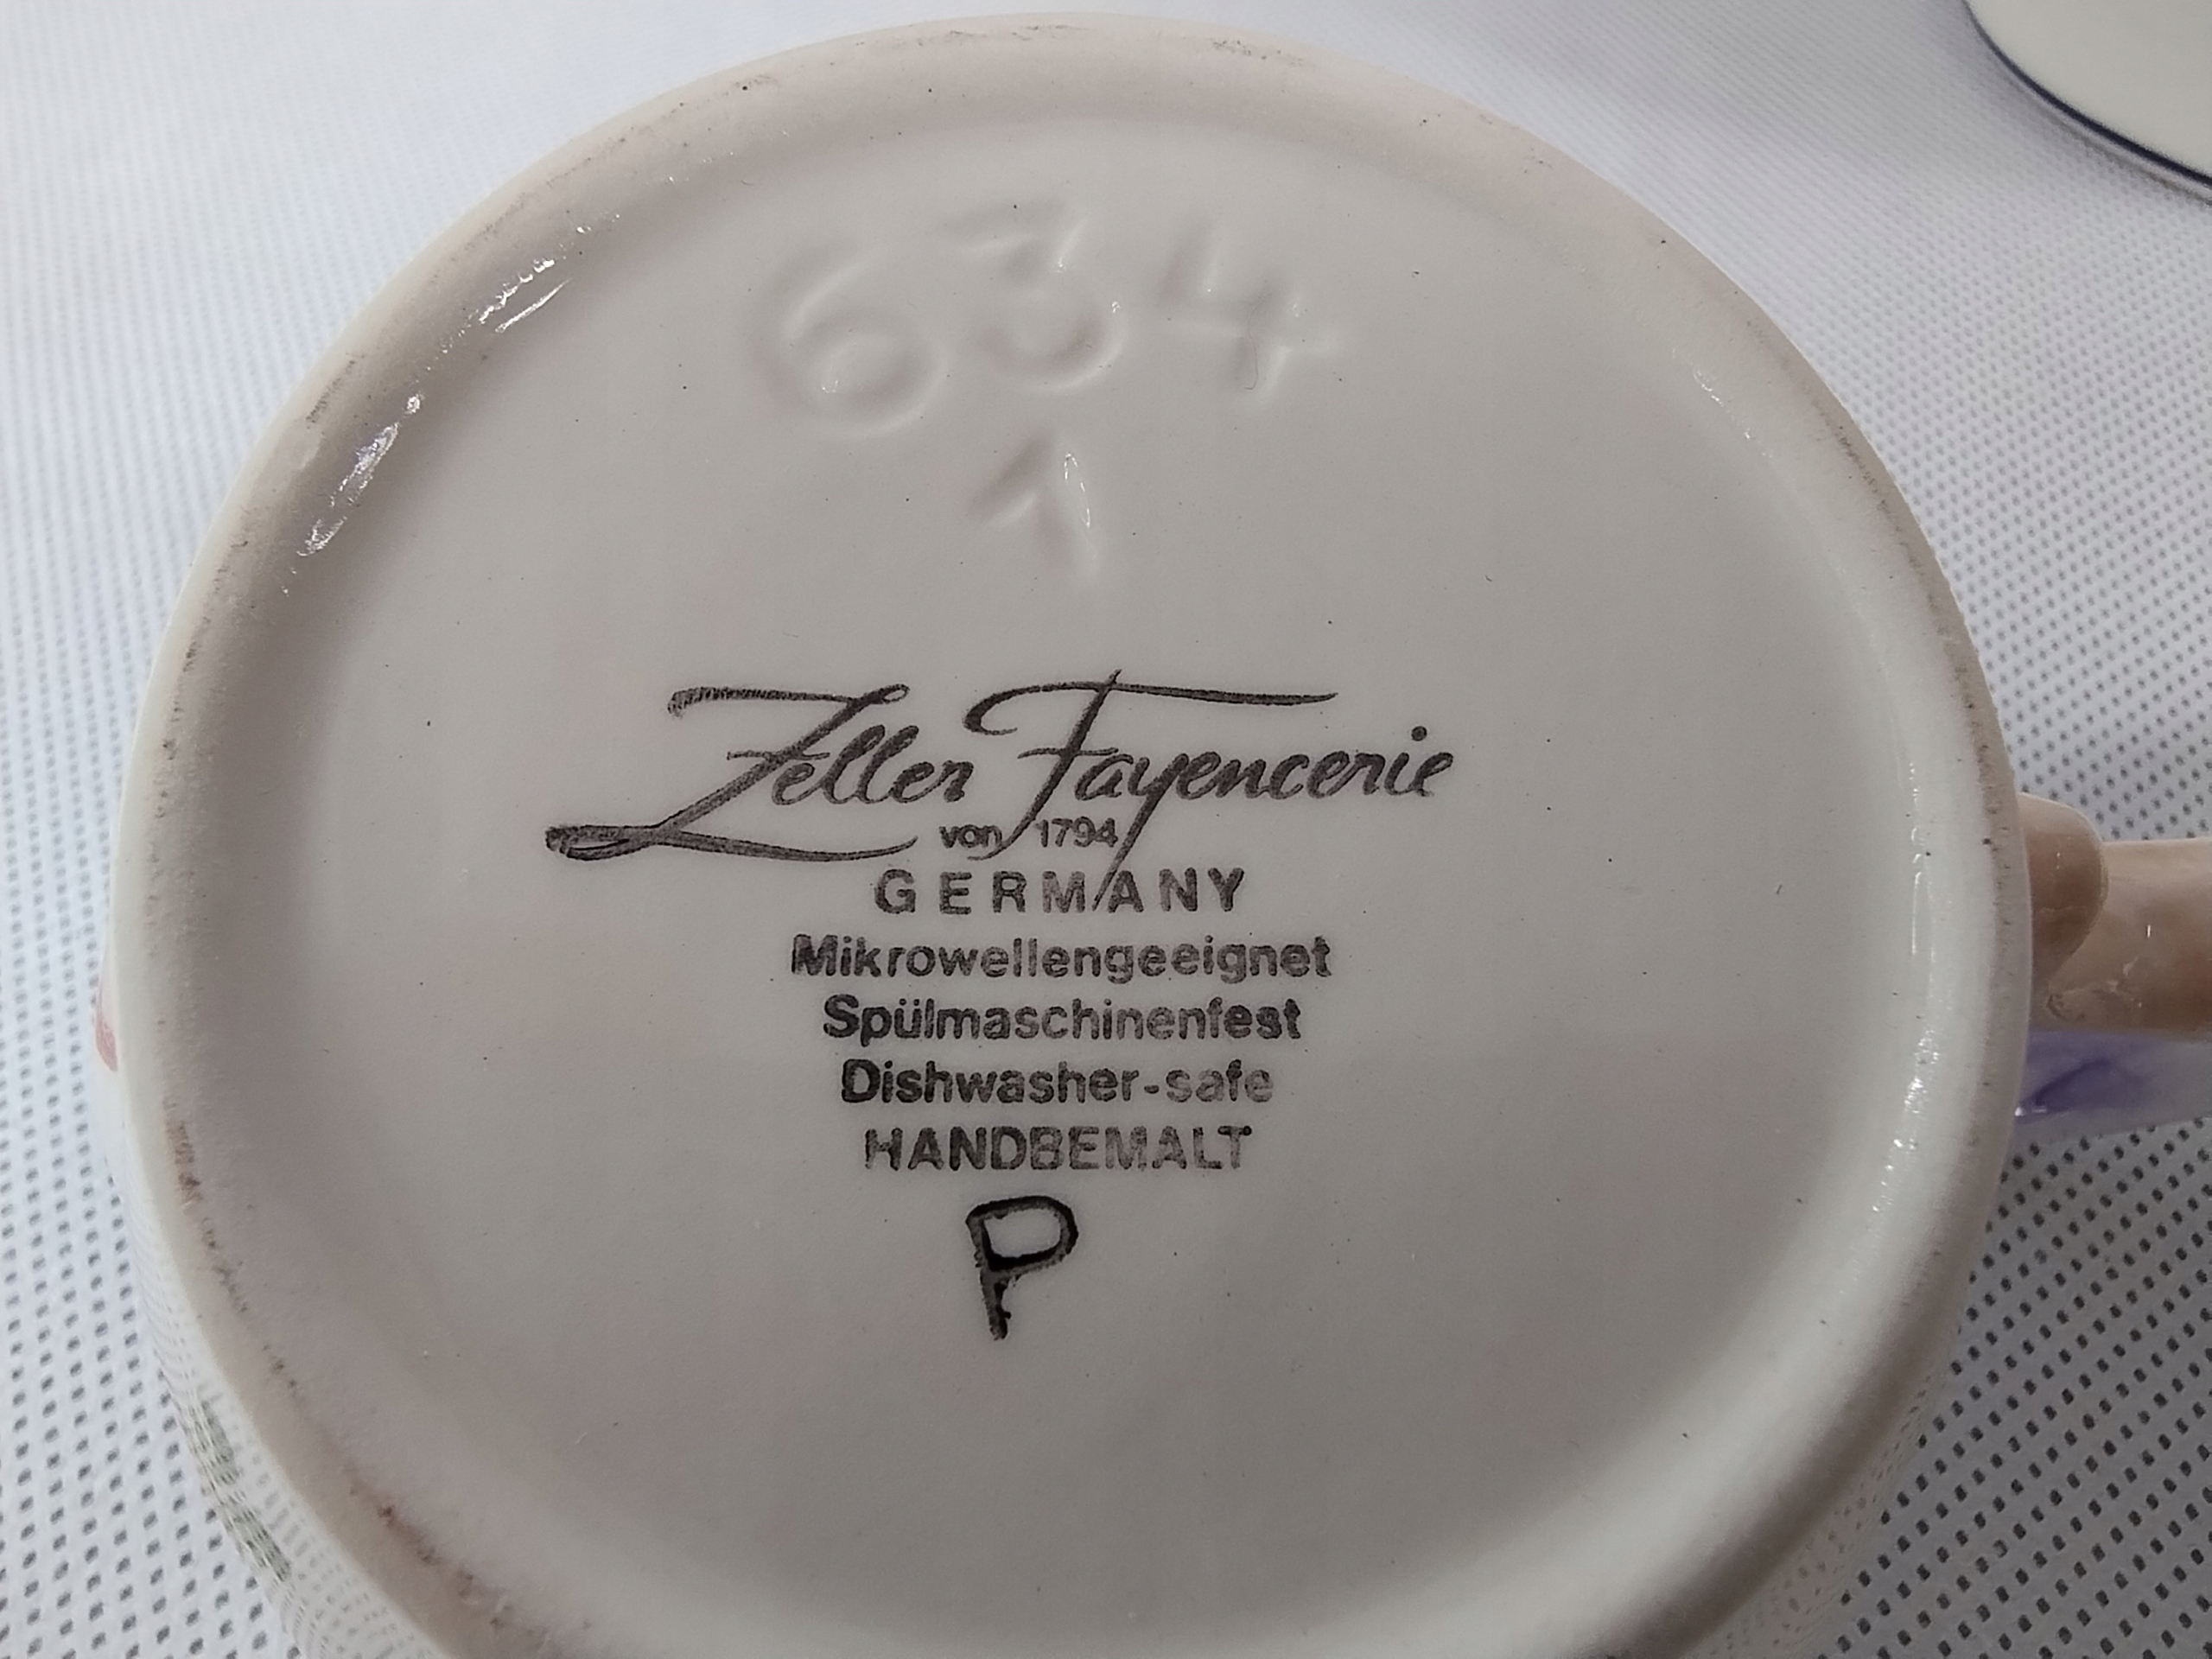 634
1
Zeller Fayencerie
von 1794
GERMANY
Mikrowellengeeignet
Spülmaschinenfest
Dishwasher-safe
HANDBEMALT
P